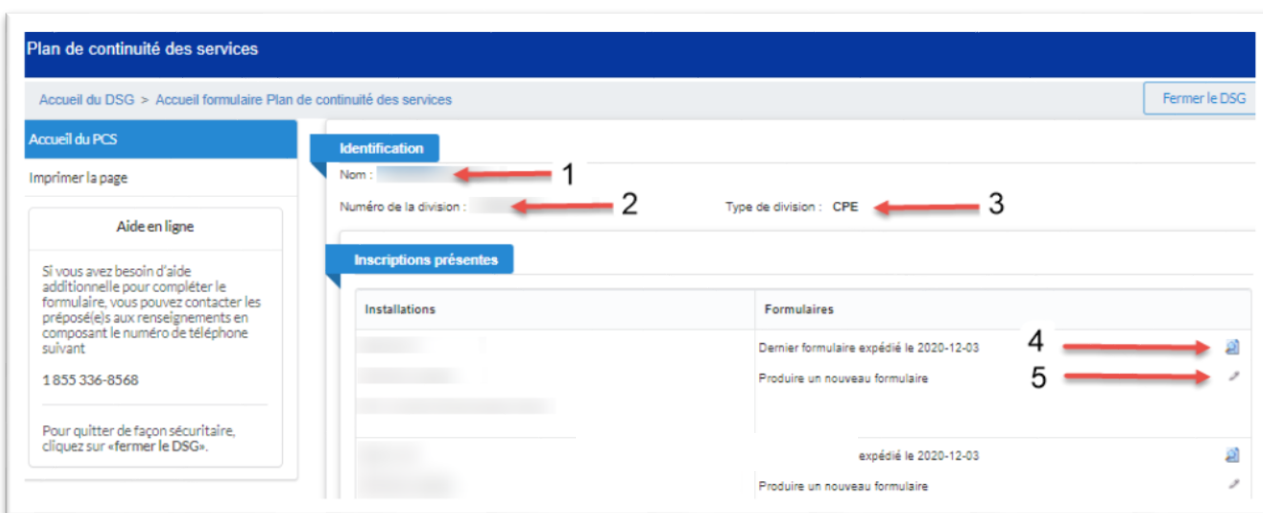 Plan de continuité des services
Accueil du DSG > Accueil formulaire Plan de continuité des services
Fermer le DSG
Accueil du PCS
Imprimer la page
Aide en ligne
Si vous avez besoin d'aide
additionnelle pour compléter le
formulaire, vous pouvez contacter les
préposé(e)s aux renseignements en
composant le numéro de téléphone
suivant
1 855 336-8568
Pour quitter de façon sécuritaire,
cliquez sur «fermer le DSG».
Identification
Nom :
1
Numéro de la division :
2
Type de division : CPE
3
Inscriptions présentes
Installations
Formulaires
Dernier formulaire expédié le 2020-12-03
4
Produire un nouveau formulaire
5
expédié le 2020-12-03
Produire un nouveau formulaire